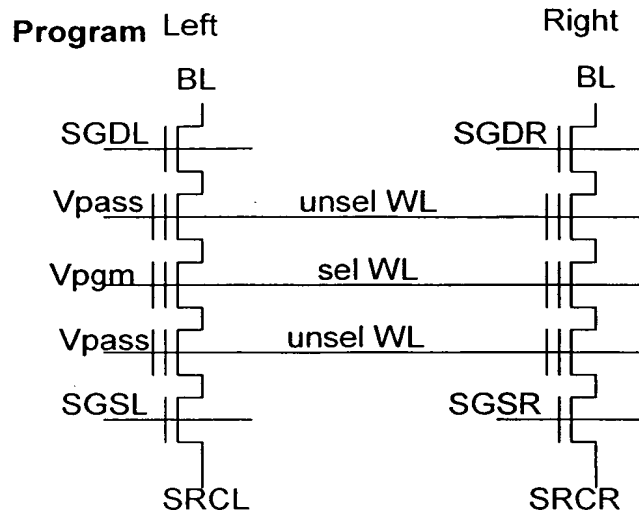 Program Left Right
BL BL
SGDL SGDR
Vpass unsel WL
Vpgm sel WL
Vpass unsel WL
SGSL SGSR
SRCL SRCR